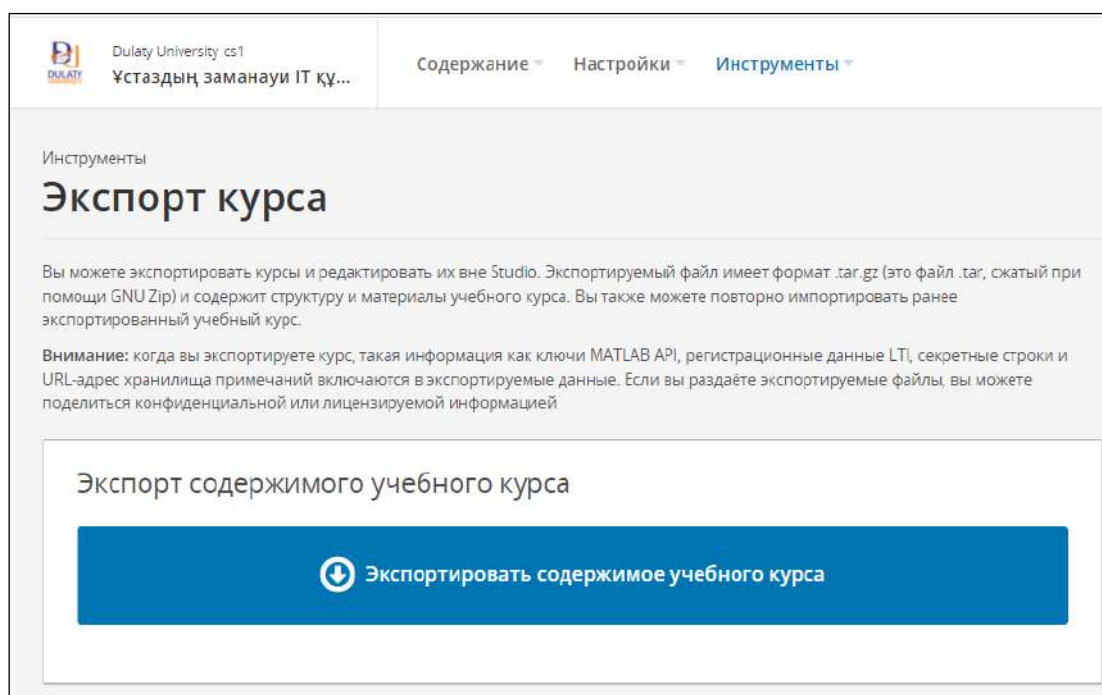 Dulaty University cs1
Ұстаздың заманауи IT құ...
Содержание
Настройки
Инструменты
DULATY
UNIVERSITY
Инструменты
Экспорт курса
Вы можете экспортировать курсы и редактировать их вне Studio. Экспортируемый файл имеет формат .tar.gz (это файл .tar, сжатый при
помощи GNU Zip) и содержит структуру и материалы учебного курса. Вы также можете повторно импортировать ранее
экспортированный учебный курс.
Внимание: когда вы экспортируете курс, такая информация как ключи MATLAB API, регистрационные данные LTI, секретные строки и
URL-адрес хранилища примечаний включаются в экспортируемые данные. Если вы раздаёте экспортируемые файлы, вы можете
поделиться конфиденциальной или лицензируемой информацией
Экспорт содержимого учебного курса
Экспортировать содержимое учебного курса